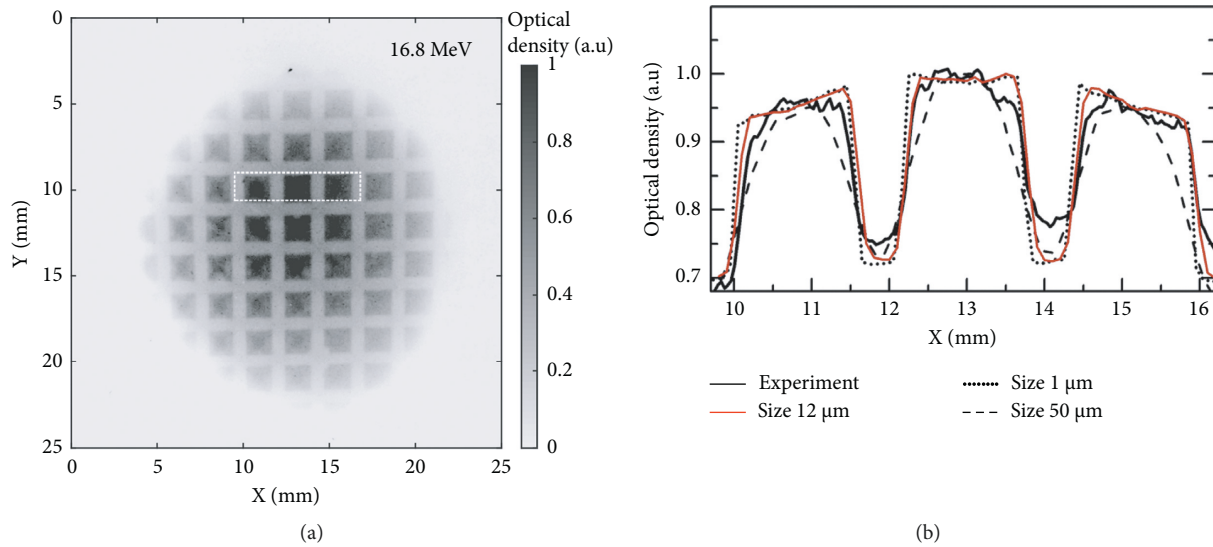 Optical
density (a.u)
16.8 MeV
0
5
10
15
20
25
Y (mm)
0
5
10
15
20
25
X (mm)
1
0.8
0.6
0.4
0.2
0
(a)
Optical density (a.u)
1.0
0.9
0.8
0.7
10
11
12
13
14
15
16
X (mm)
Experiment
Size 12 µm
Size 1 µm
Size 50 µm
(b)